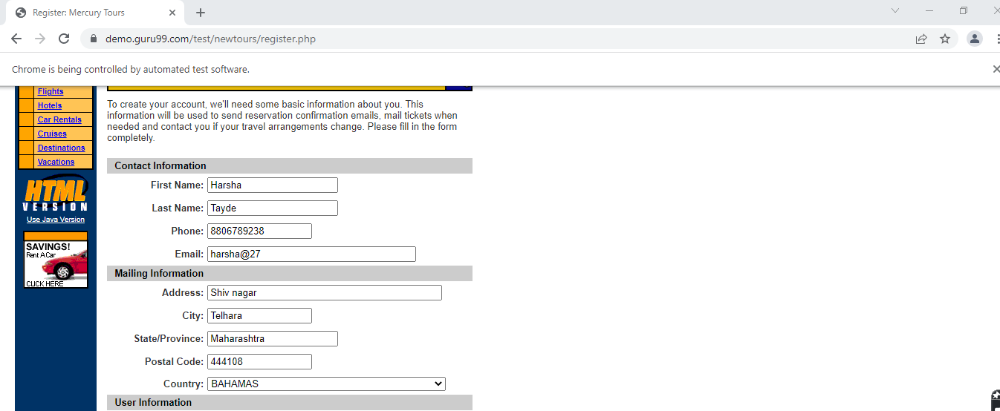 Register: Mercury Tours
demo.guru99.com/test/newtours/register.php
Chrome is being controlled by automated test software.
Flights
Hotels
Car Rentals
Cruises
Destinations
Vacations
HTML
VERSION
Use Java Version
SAVINGS!
Rent A Car
CLICK HERE
To create your account, we'll need some basic information about you. This
information will be used to send reservation confirmation emails, mail tickets when
needed and contact you if your travel arrangements change. Please fill in the form
completely.
Contact Information
First Name: Harsha
Last Name: Tayde
Phone: 8806789238
Email: harsha@27
Mailing Information
Address: Shiv nagar
City: Telhara
State/Province: Maharashtra
Postal Code: 444108
Country: BAHAMAS
User Information